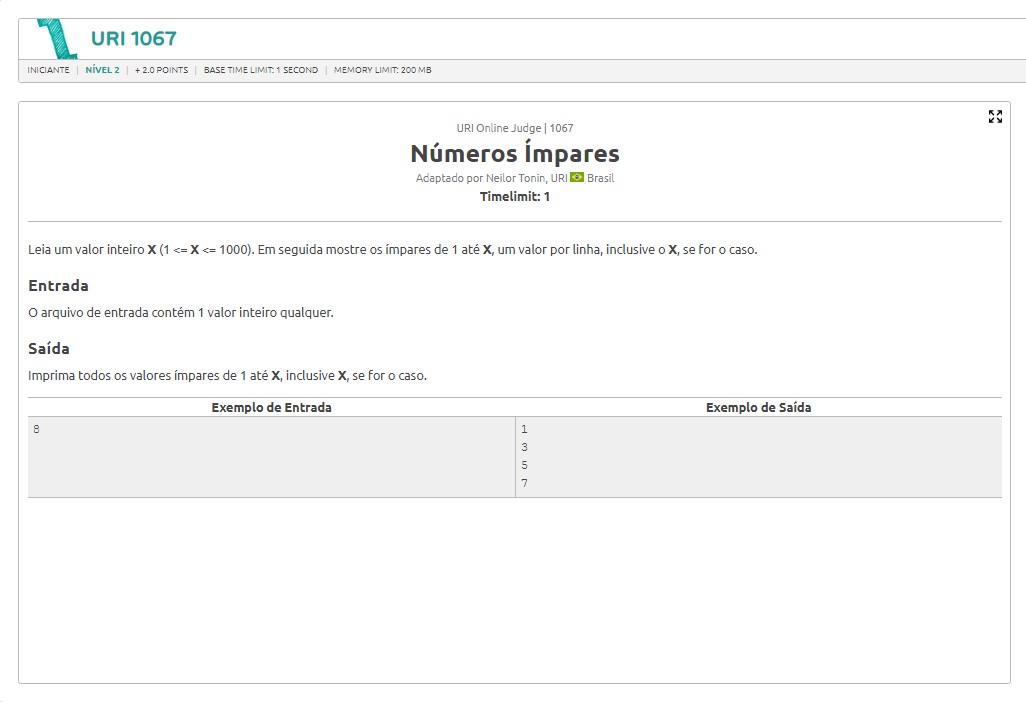 URI 1067
INICIANTE | NÍVEL 2 | + 2.0 POINTS | BASE TIME LIMIT: 1 SECOND | MEMORY LIMIT: 200 MB
URI Online Judge | 1067
Números Ímpares
Adaptado por Neilor Tonin, URI Brasil
Timelimit: 1
Leia um valor inteiro X (1 <= X <= 1000). Em seguida mostre os ímpares de 1 até X, um valor por linha, inclusive o X, se for o caso.
Entrada
O arquivo de entrada contém 1 valor inteiro qualquer.
Saída
Imprima todos os valores ímpares de 1 até X, inclusive X, se for o caso.
Exemplo de Entrada Exemplo de Saída
8 1
3
5
7